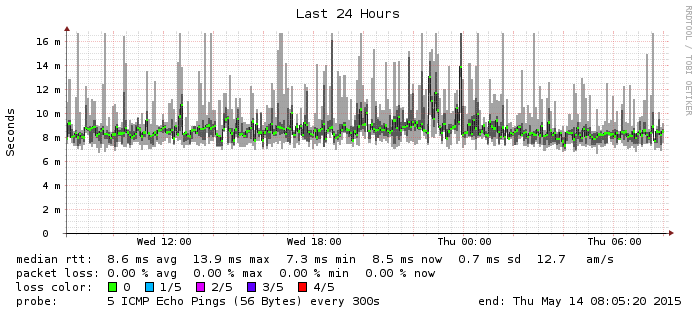 Last 24 Hours
RRDTOOL / TOBI OETIKER
Seconds
16 m
14 m
12 m
10 m
8 m
6 m
4 m
2 m
0
Wed 12:00 Wed 18:00 Thu 00:00 Thu 06:00
median rtt: 8.6 ms avg 13.9 ms max 7.3 ms min 8.5 ms now 0.7 ms sd 12.7 am/s
packet loss: 0.00 % avg 0.00 % max 0.00 % min 0.00 % now
loss color: 0 1/5 2/5 3/5 4/5
probe: 5 ICMP Echo Pings (56 Bytes) every 300s end: Thu May 14 08:05:20 2015